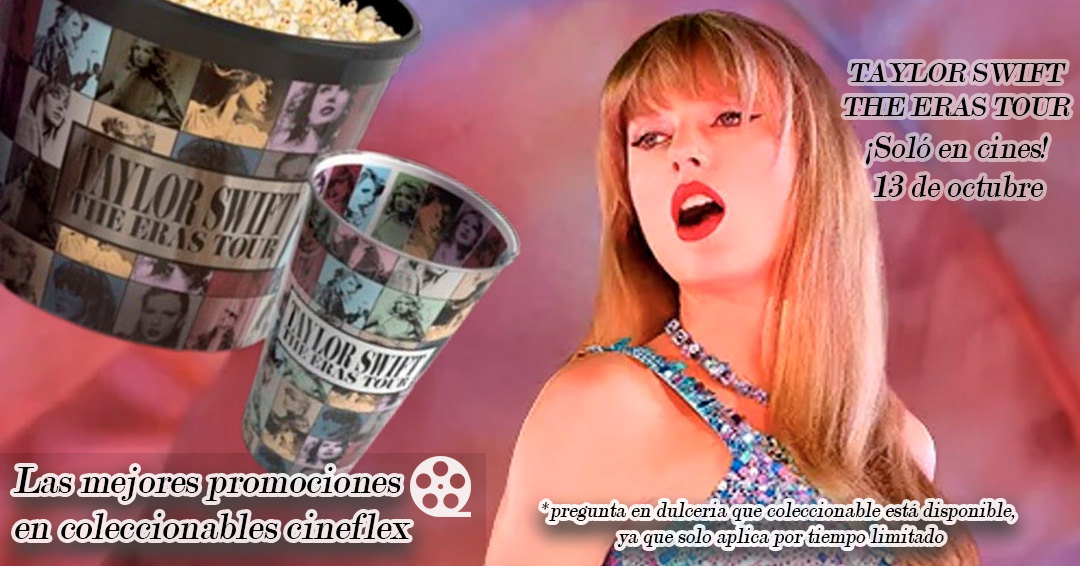 TAYLOR SWIFT
THE ERAS TOUR
TAYLOR SWIFT
THE ERAS TOUR
TAYLOR SWIFT
THE ERAS TOUR
¡Soló en cines!
13 de octubre
Las mejores promociones
en coleccionables cineflex
*pregunta en dulceria que coleccionable está disponible,
ya que solo aplica por tiempo limitado